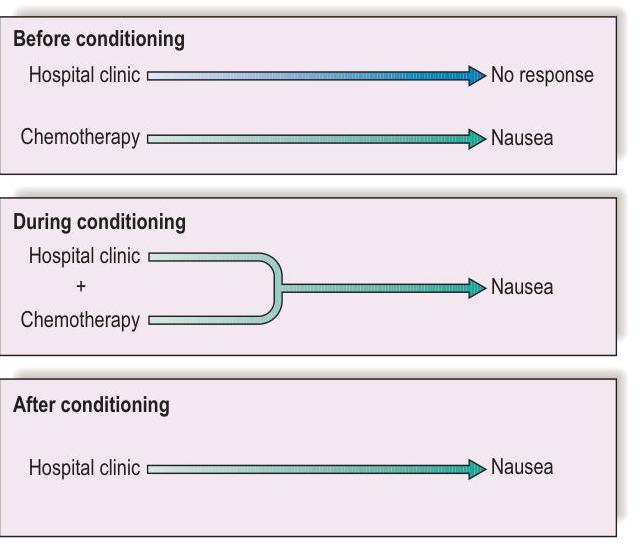 Before conditioning
Hospital clinic No response
Chemotherapy Nausea
During conditioning
Hospital clinic
+ Nausea
Chemotherapy
After conditioning
Hospital clinic Nausea